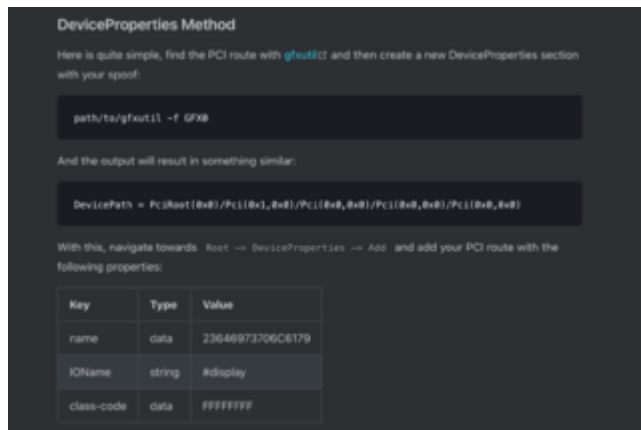 DeviceProperties Method
Here is quite simple, find the PCI route with gfxutil and then create a new DeviceProperties section
with your spoof:
path/to/gfxutil -f GFX0
And the output will result in something similar:
DevicePath = PciRoot(0x0)/Pci(0x1,0x0)/Pci(0x0,0x0)/Pci(0x0,0x0)/Pci(0x0,0x0)
With this, navigate towards Root -> DeviceProperties -> Add and add your PCI route with the
following properties:
Key Type Value
name data 23646973706C6179
IOName string #display
class-code data FFFFFFFF